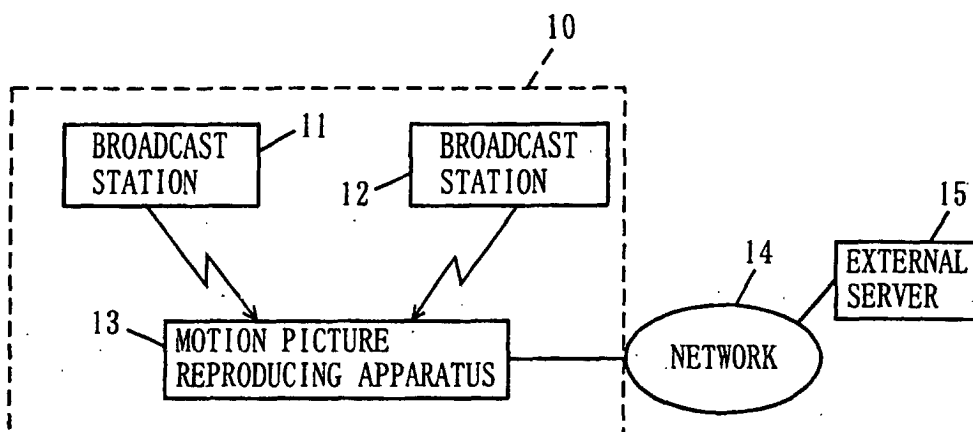 10
BROADCAST
STATION
11
BROADCAST
STATION
12
13
MOTION PICTURE
REPRODUCING APPARATUS
14
NETWORK
15
EXTERNAL
SERVER